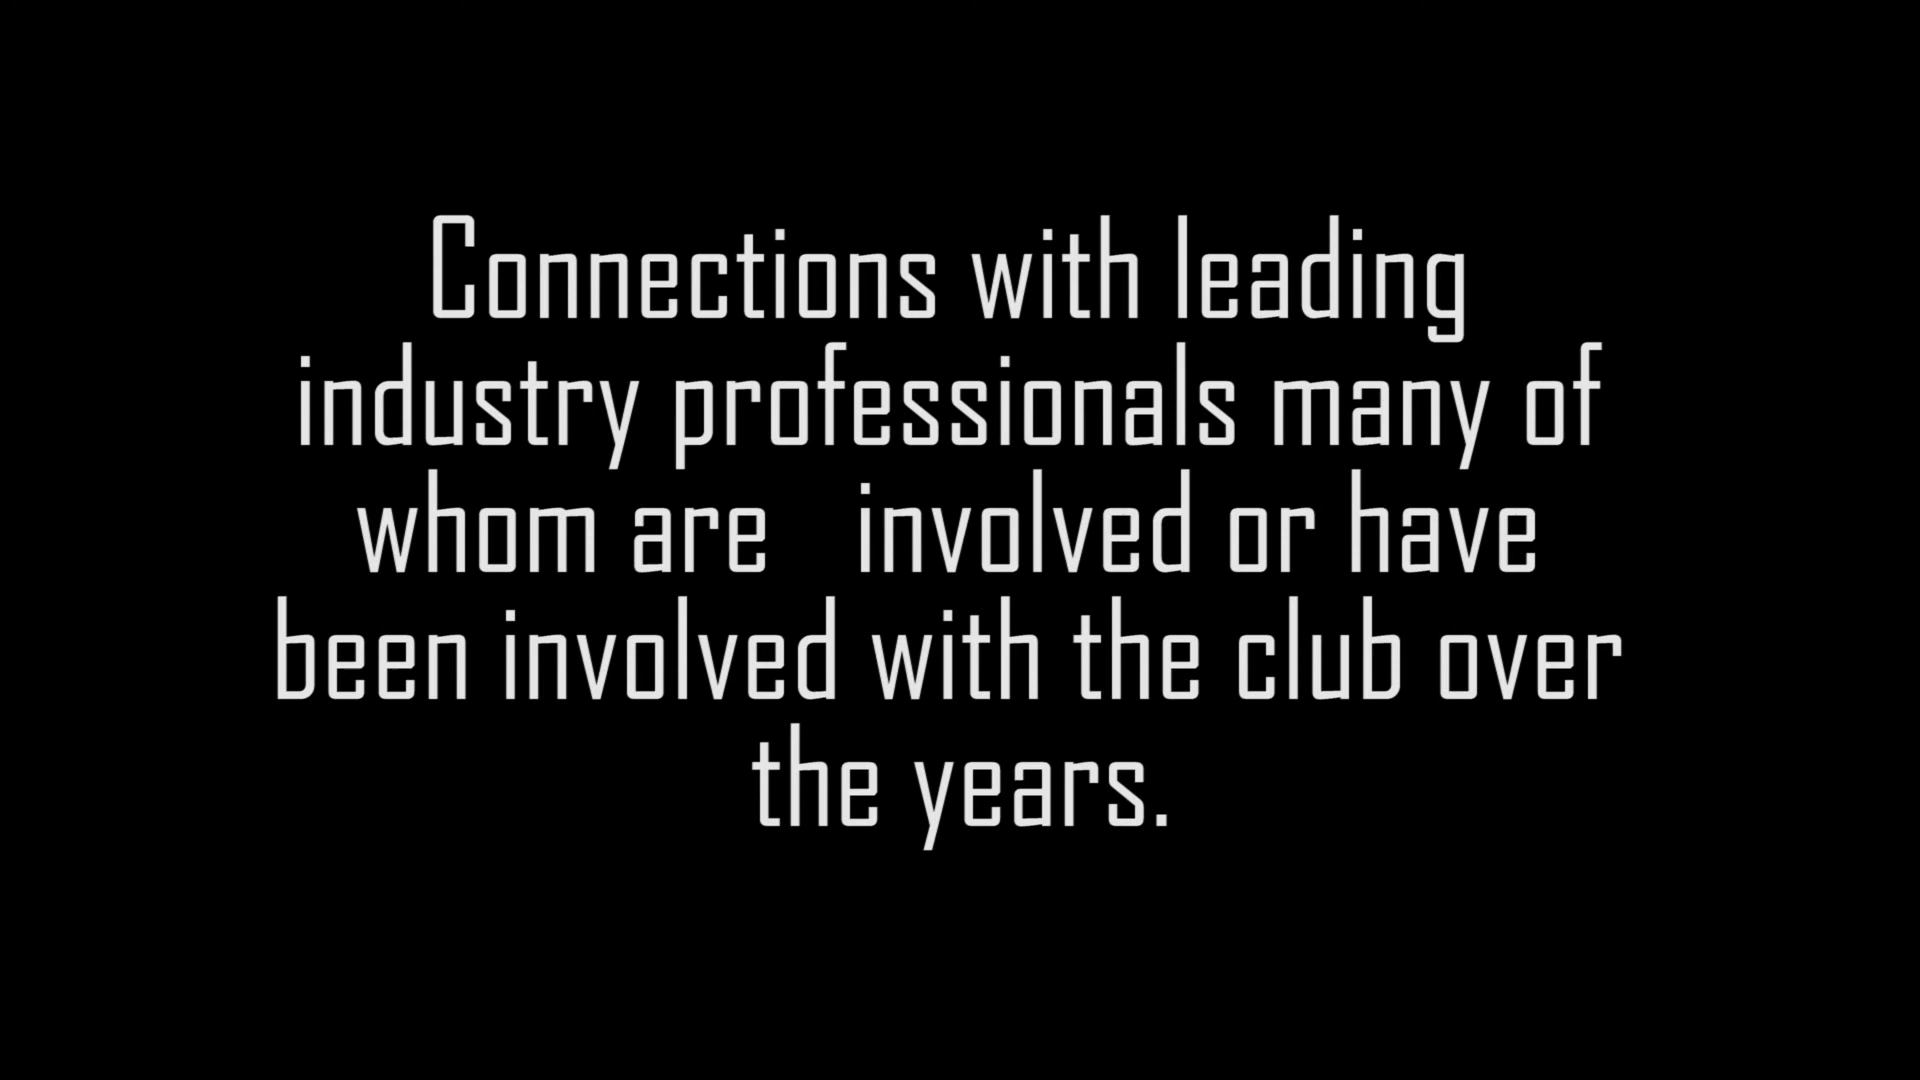 Connections with leading
industry professionals many of
whom are   involved or have
been involved with the club over
the years.